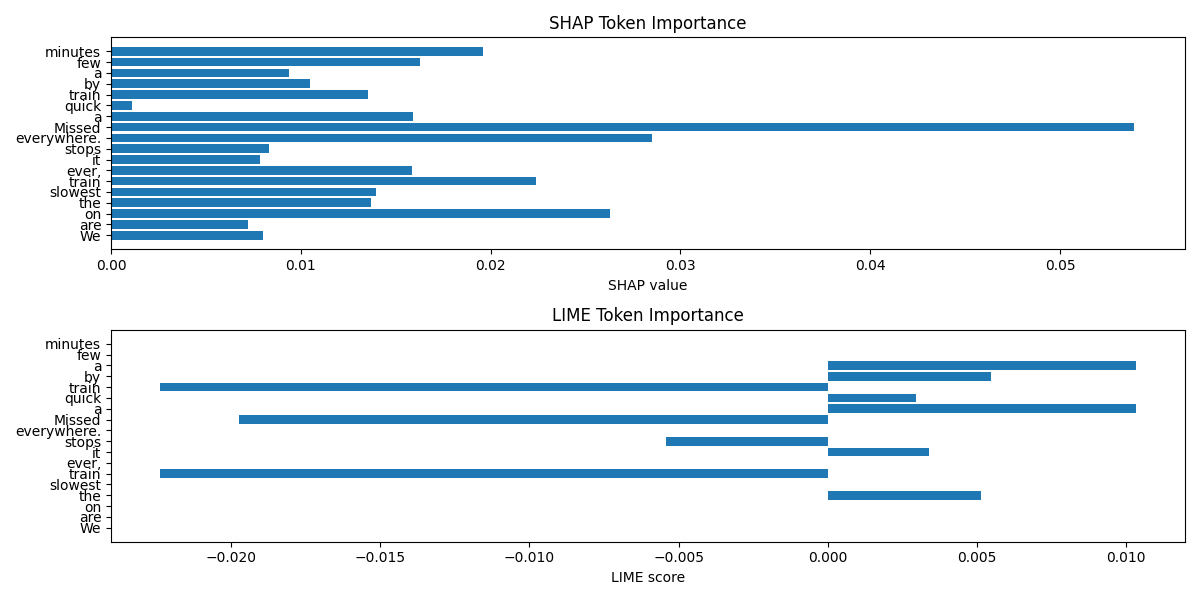 SHAP Token Importance
minutes
few
a
by
train
quick
a
Missed
everywhere.
stops
it
ever,
train
slowest
the
on
are
We
0.00 0.01 0.02 0.03 0.04 0.05
SHAP value
LIME Token Importance
minutes
few
a
by
train
quick
a
Missed
everywhere.
stops
it
ever,
train
slowest
the
on
are
We
−0.020 −0.015 −0.010 −0.005 0.000 0.005 0.010
LIME score